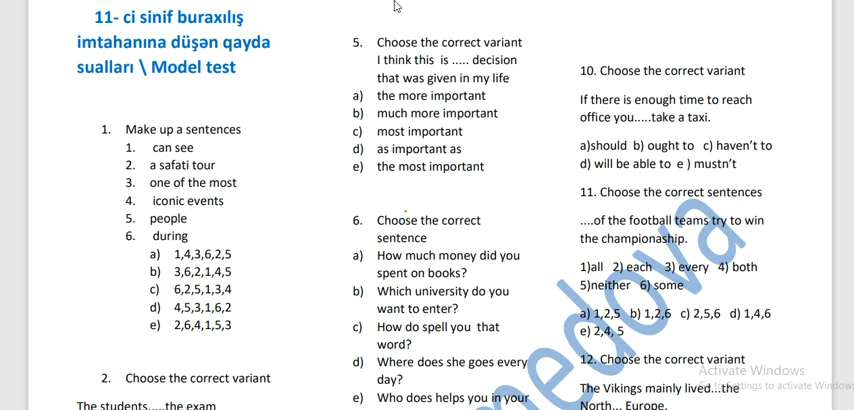 11- ci sinif buraxılış
imtahanına düşən qayda
sualları \ Model test
1. Make up a sentences
1. can see
2. a safati tour
3. one of the most
4. iconic events
5. people
6. during
a) 1,4,3,6,2,5
b) 3,6,2,1,4,5
c) 6,2,5,1,3,4
d) 4,5,3,1,6,2
e) 2,6,4,1,5,3
2. Choose the correct variant
The students.....the exam
5. Choose the correct variant
I think this is ..... decision
that was given in my life
a) the more important
b) much more important
c) most important
d) as important as
e) the most important
6. Choose the correct
sentence
a) How much money did you
spent on books?
b) Which university do you
want to enter?
c) How do spell you that
word?
d) Where does she goes every
day?
e) Who does helps you in your
10. Choose the correct variant
If there is enough time to reach
office you.....take a taxi.
a)should b) ought to c) haven't to
d) will be able to e ) mustn't
11. Choose the correct sentences
....of the football teams try to win
the championaship.
1)all 2) each 3) every 4) both
5)neither 6) some
a) 1,2,5 b) 1,2,6 c) 2,5,6 d) 1,4,6
e) 2,4, 5
12. Choose the correct variant
The Vikings mainly lived...the
North... Europe.
medova
Activate Windows
Go to Settings to activate Windows